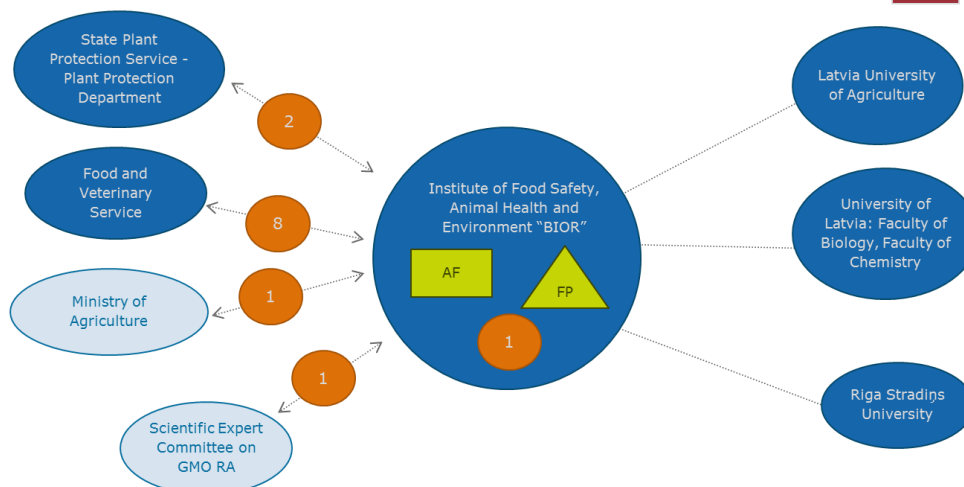 State Plant
Protection Service -
Plant Protection
Department
2
Food and
Veterinary
Service
8
Ministry of
Agriculture
1
Scientific Expert
Committee on
GMO RA
1
Institute of Food Safety,
Animal Health and
Environment “BIOR”
AF
FP
1
Latvia University
of Agriculture
University of
Latvia: Faculty of
Biology, Faculty of
Chemistry
Riga Stradiņs
University